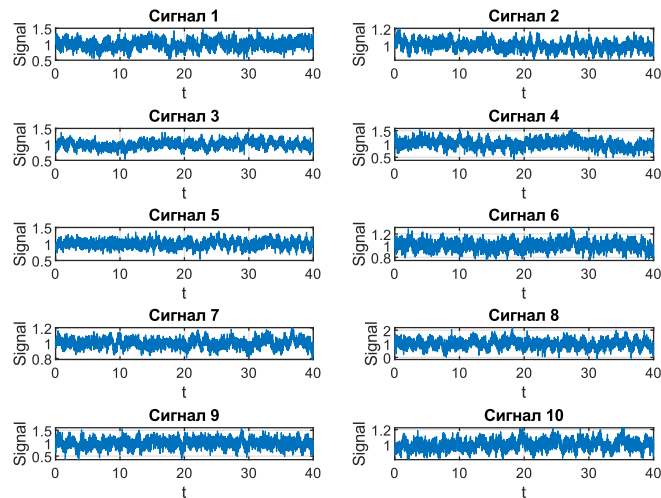 Сигнал 1
Signal
1.5
1
0.5
0 10 20 30 40
t
Сигнал 2
Signal
1.2
1
0 10 20 30 40
t
Сигнал 3
Signal
1.5
1
0.5
0 10 20 30 40
t
Сигнал 4
Signal
1.5
1
0.5
0 10 20 30 40
t
Сигнал 5
Signal
1.5
1
0.5
0 10 20 30 40
t
Сигнал 6
Signal
1.2
1
0.8
0 10 20 30 40
t
Сигнал 7
Signal
1.2
1
0.8
0 10 20 30 40
t
Сигнал 8
Signal
2
1
0
0 10 20 30 40
t
Сигнал 9
Signal
1.5
1
0.5
0 10 20 30 40
t
Сигнал 10
Signal
1.2
1
0 10 20 30 40
t